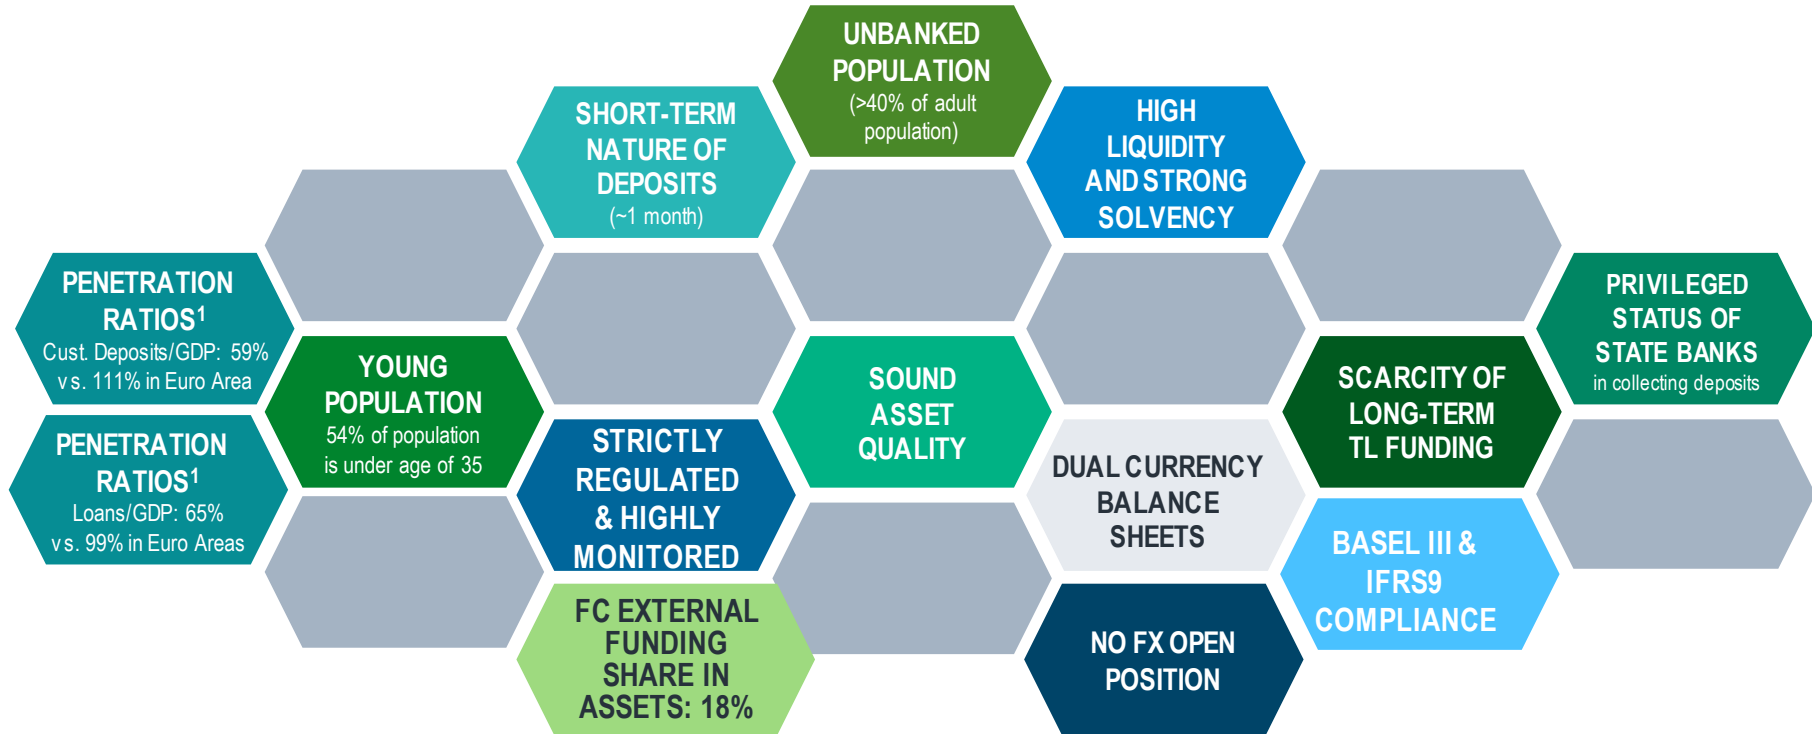 UNBANKED
POPULATION
(>40% of adult
population)
SHORT-TERM
NATURE OF
DEPOSITS
(~1 month)
HIGH
LIQUIDITY
AND STRONG
SOLVENCY
PENETRATION
RATIOS¹
Cust. Deposits/GDP: 59%
vs. 111% in Euro Area
PRIVILEGED
STATUS OF
STATE BANKS
in collecting deposits
YOUNG
POPULATION
54% of population
is under age of 35
SOUND
ASSET
QUALITY
SCARCITY OF
LONG-TERM
TL FUNDING
PENETRATION
RATIOS¹
Loans/GDP: 65%
vs. 99% in Euro Areas
STRICTLY
REGULATED
& HIGHLY
MONITORED
DUAL CURRENCY
BALANCE
SHEETS
BASEL III &
IFRS9
COMPLIANCE
FC EXTERNAL
FUNDING
SHARE IN
ASSETS: 18%
NO FX OPEN
POSITION